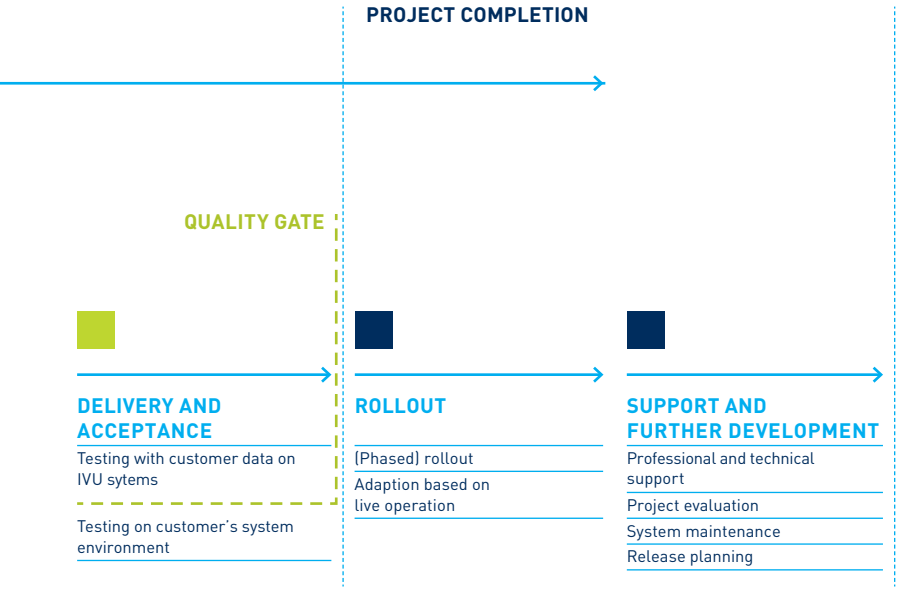 PROJECT COMPLETION
QUALITY GATE
DELIVERY AND
ACCEPTANCE
Testing with customer data on
IVU sytems
Testing on customer's system
environment
ROLLOUT
(Phased) rollout
Adaption based on
live operation
SUPPORT AND
FURTHER DEVELOPMENT
Professional and technical
support
Project evaluation
System maintenance
Release planning